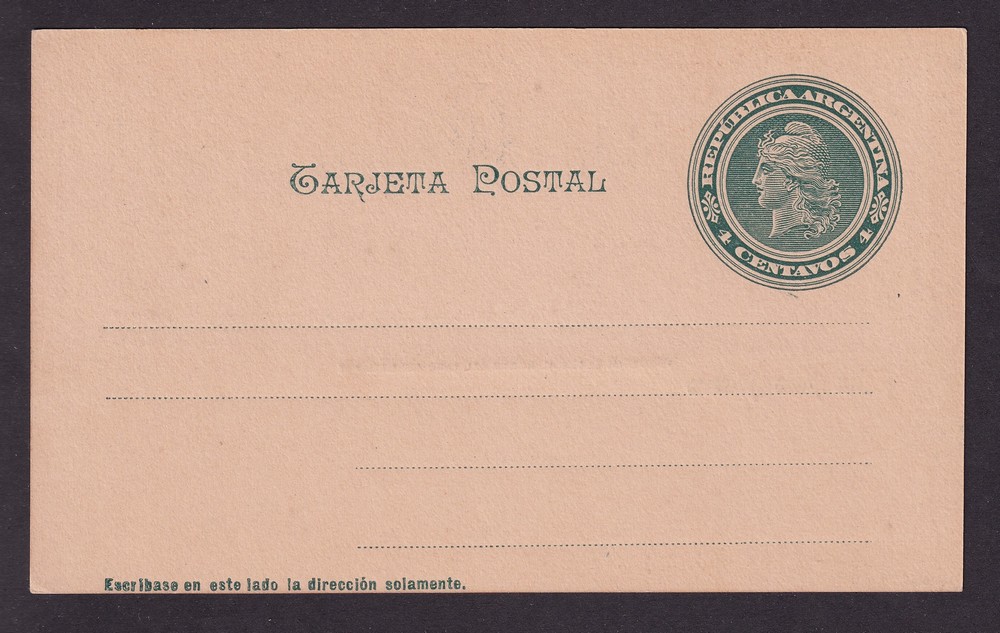 TARJETA POSTAL
REPÚBLICA ARGENTINA
4 CENTAVOS 4
Escríbase en este lado la dirección solamente.